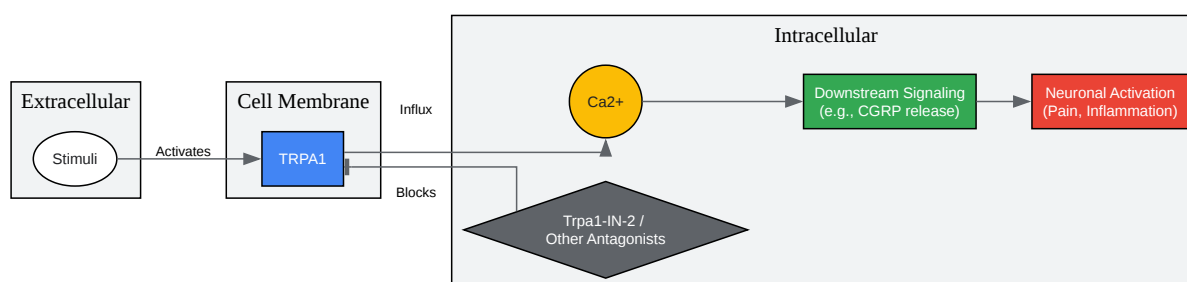 Extracellular
Stimuli
Activates
Cell Membrane
TRPA1
Influx
Blocks
Intracellular
Ca2+
Trpa1-IN-2 /
Other Antagonists
Downstream Signaling
(e.g., CGRP release)
Neuronal Activation
(Pain, Inflammation)